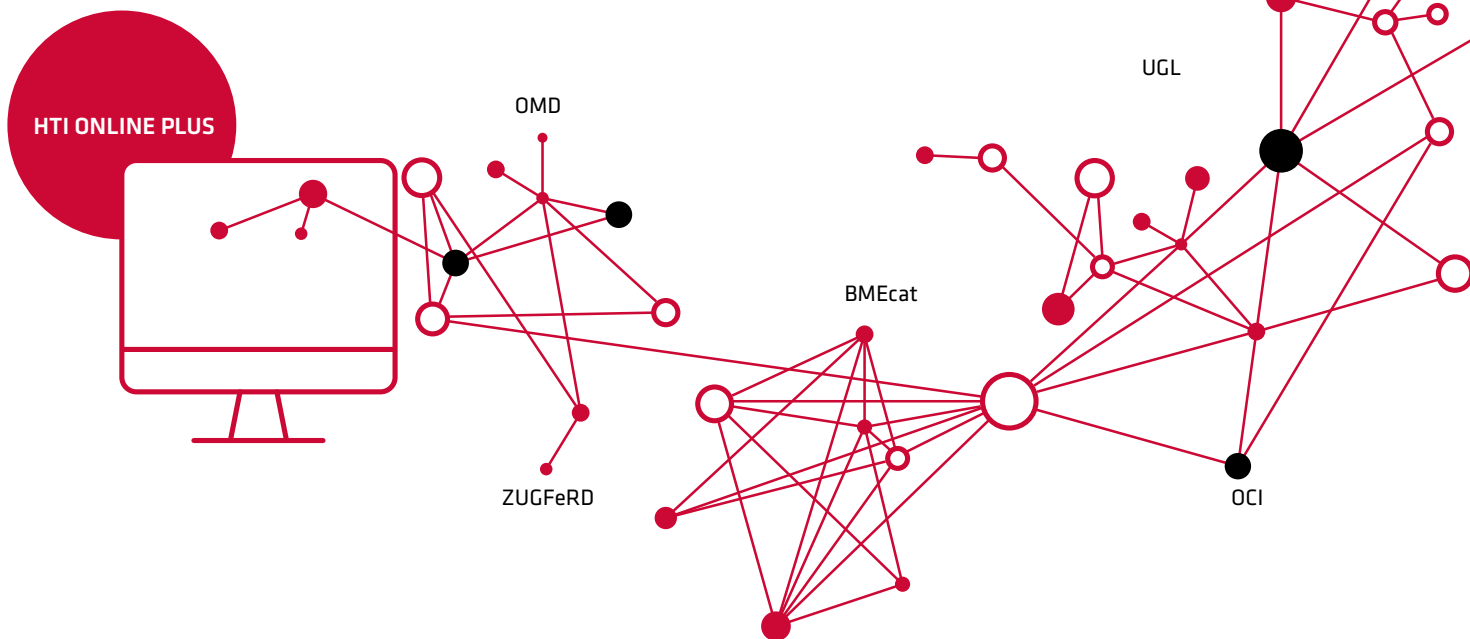 HTI ONLINE PLUS
OMD
UGL
BMEcat
ZUGFeRD
OCI